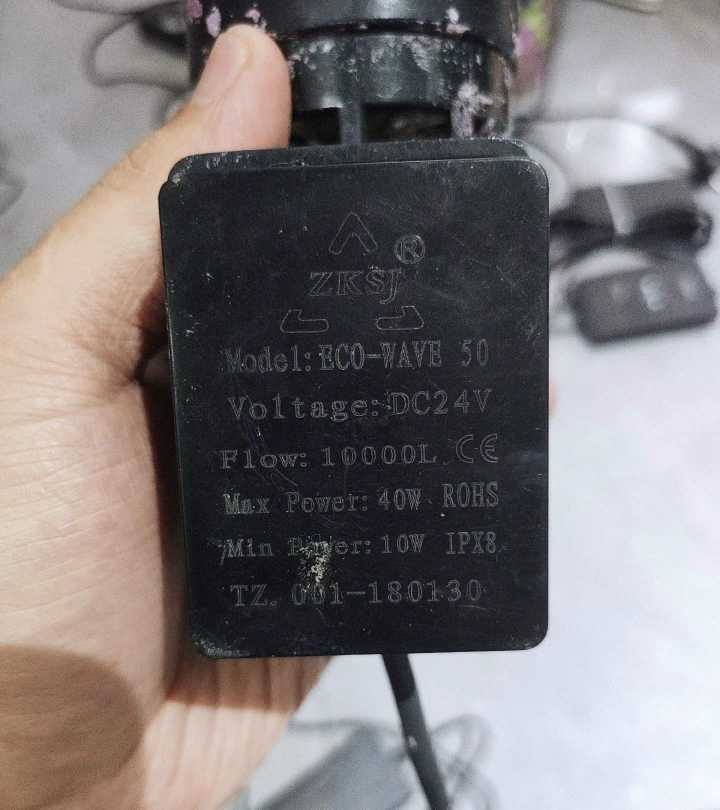 ®
ZKSJ
Model: ECO-WAVE 50
Voltage: DC24V
Flow: 10000L CE
Max Power: 40W ROHS
Min Power: 10W IPX8
TZ. 001-180130